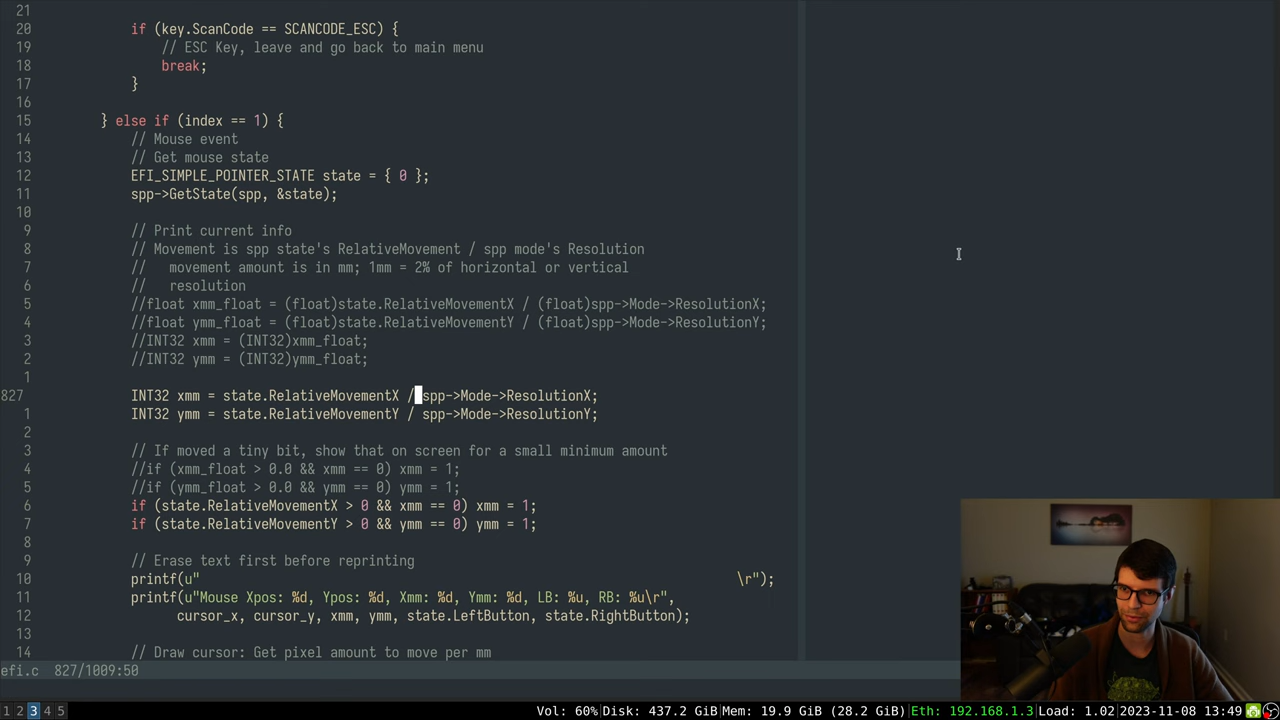 21
20 if (key.ScanCode == SCANCODE_ESC) {
19 // ESC Key, leave and go back to main menu
18 break;
17 }
16
15 } else if (index == 1) {
14 // Mouse event
13 // Get mouse state
12 EFI_SIMPLE_POINTER_STATE state = { 0 };
11 spp->GetState(spp, &state);
10
9 // Print current info
8 // Movement is spp state's RelativeMovement / spp mode's Resolution
7 //   movement amount is in mm; 1mm = 2% of horizontal or vertical
6 //   resolution
5 //float xmm_float = (float)state.RelativeMovementX / (float)spp->Mode->ResolutionX;
4 //float ymm_float = (float)state.RelativeMovementY / (float)spp->Mode->ResolutionY;
3 //INT32 xmm = (INT32)xmm_float;
2 //INT32 ymm = (INT32)ymm_float;
1
827 INT32 xmm = state.RelativeMovementX / spp->Mode->ResolutionX;
1 INT32 ymm = state.RelativeMovementY / spp->Mode->ResolutionY;
2
3 // If moved a tiny bit, show that on screen for a small minimum amount
4 //if (xmm_float > 0.0 && xmm == 0) xmm = 1;
5 //if (ymm_float > 0.0 && ymm == 0) ymm = 1;
6 if (state.RelativeMovementX > 0 && xmm == 0) xmm = 1;
7 if (state.RelativeMovementY > 0 && ymm == 0) ymm = 1;
8
9 // Erase text first before reprinting
10 printf(u"                                                                      \r");
11 printf(u"Mouse Xpos: %d, Ypos: %d, Xmm: %d, Ymm: %d, LB: %u, RB: %u\r",
12 cursor_x, cursor_y, xmm, ymm, state.LeftButton, state.RightButton);
13
14 // Draw cursor: Get pixel amount to move per mm
efi.c 827/1009:50
1 2 3 4 5 Vol: 60% Disk: 437.2 GiB Mem: 19.9 GiB (28.2 GiB) Eth: 192.168.1.3 Load: 1.02 2023-11-08 13:49